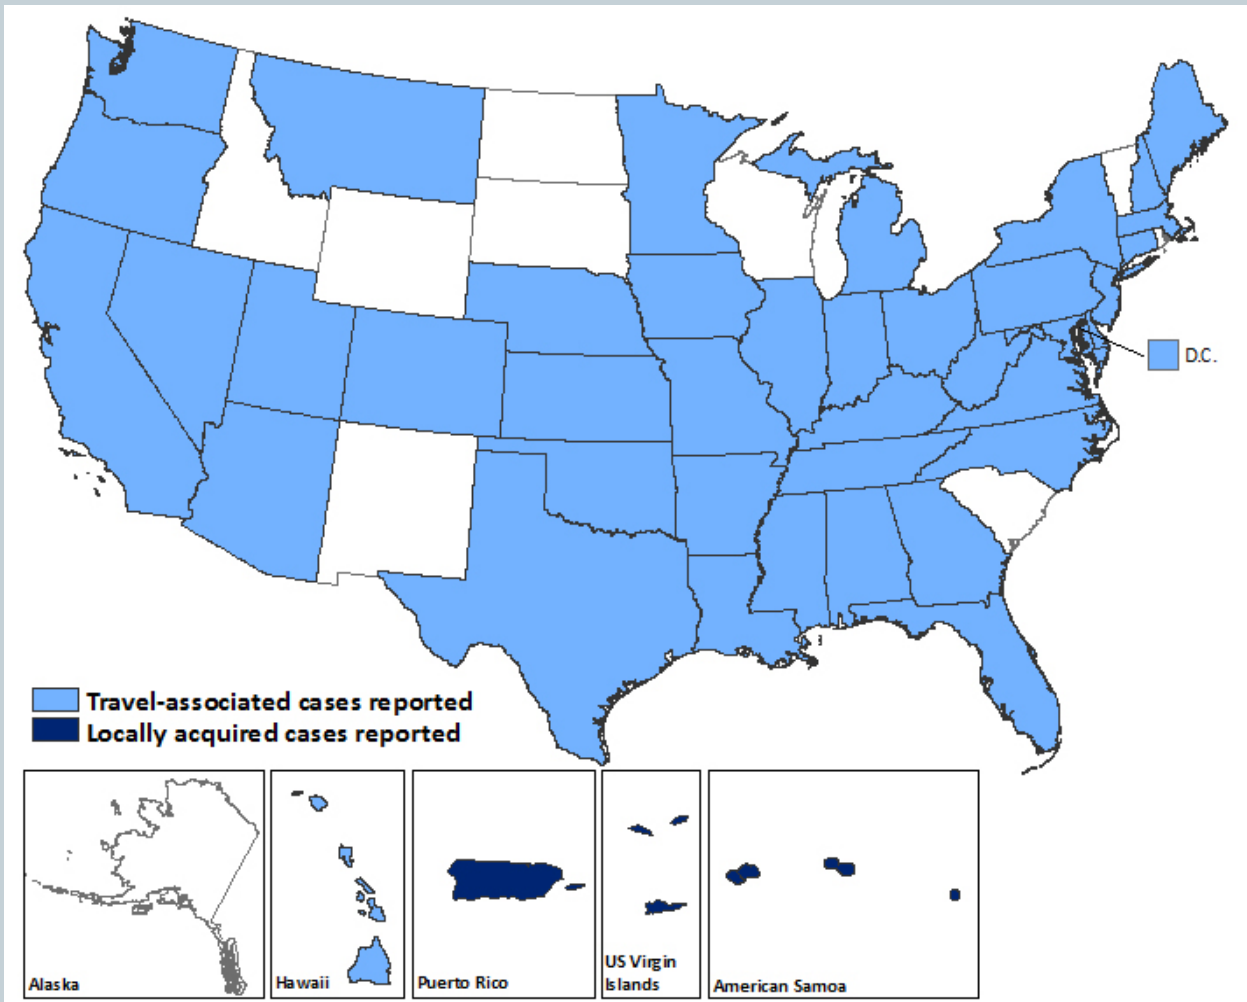 D.C.
Travel-associated cases reported
Locally acquired cases reported
Alaska
Hawaii
Puerto Rico
US Virgin
Islands
American Samoa